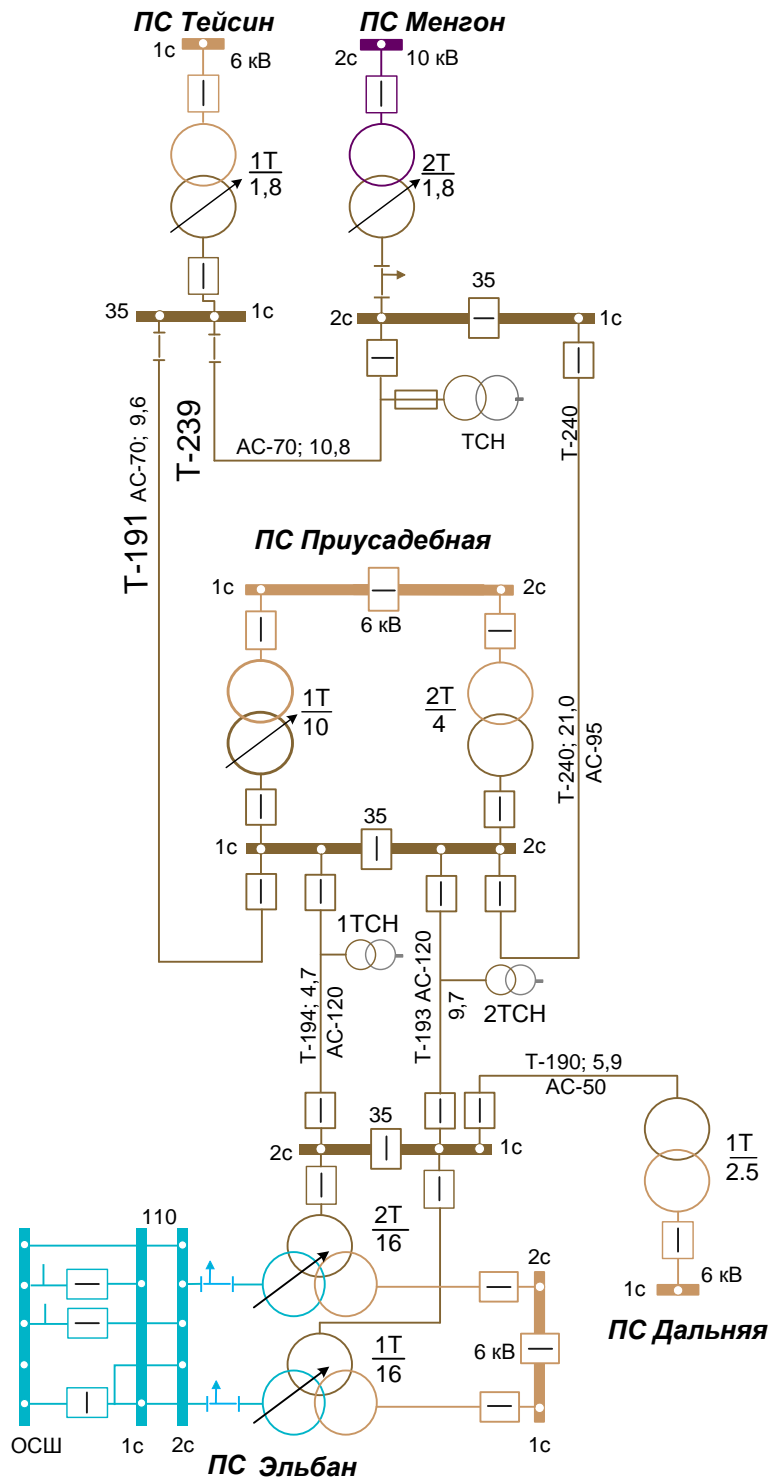 ПС Тейсин
ПС Менгон
1с
6 кВ
2с
10 кВ
1Т
1,8
2Т
1,8
35
1с
35
2с
1с
Т-191 АС-70; 9,6
Т-239
АС-70; 10,8
ТСН
Т-240
ПС Приусадебная
1с
2с
6 кВ
1Т
10
2Т
4
Т-240; 21,0
АС-95
35
1с
2с
1ТСН
Т-194; 4,7
АС-120
Т-193 АС-120
9,7
2ТСН
Т-190; 5,9
АС-50
35
2с
1с
1Т
2.5
110
2Т
16
2с
1с
6 кВ
ПС Дальняя
1Т
16
6 кВ
ОСШ
1с
2с
1с
ПС Эльбан